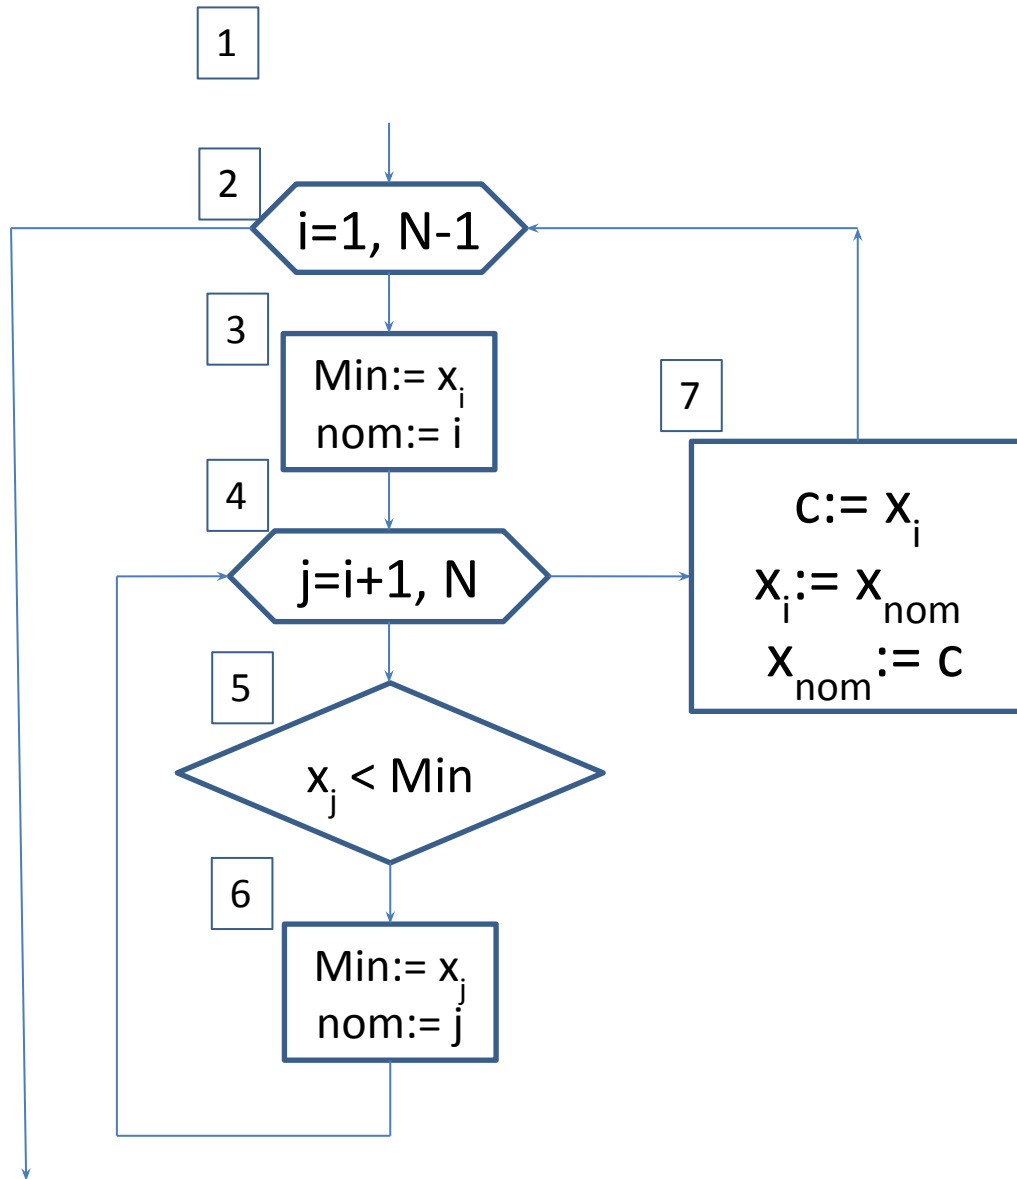 1
2
i=1, N-1
3
Min:= xᵢ
nom:= i
7
c:= xᵢ
xᵢ:= xnom
xnom:= c
4
j=i+1, N
5
xⱼ < Min
6
Min:= xⱼ
nom:= j